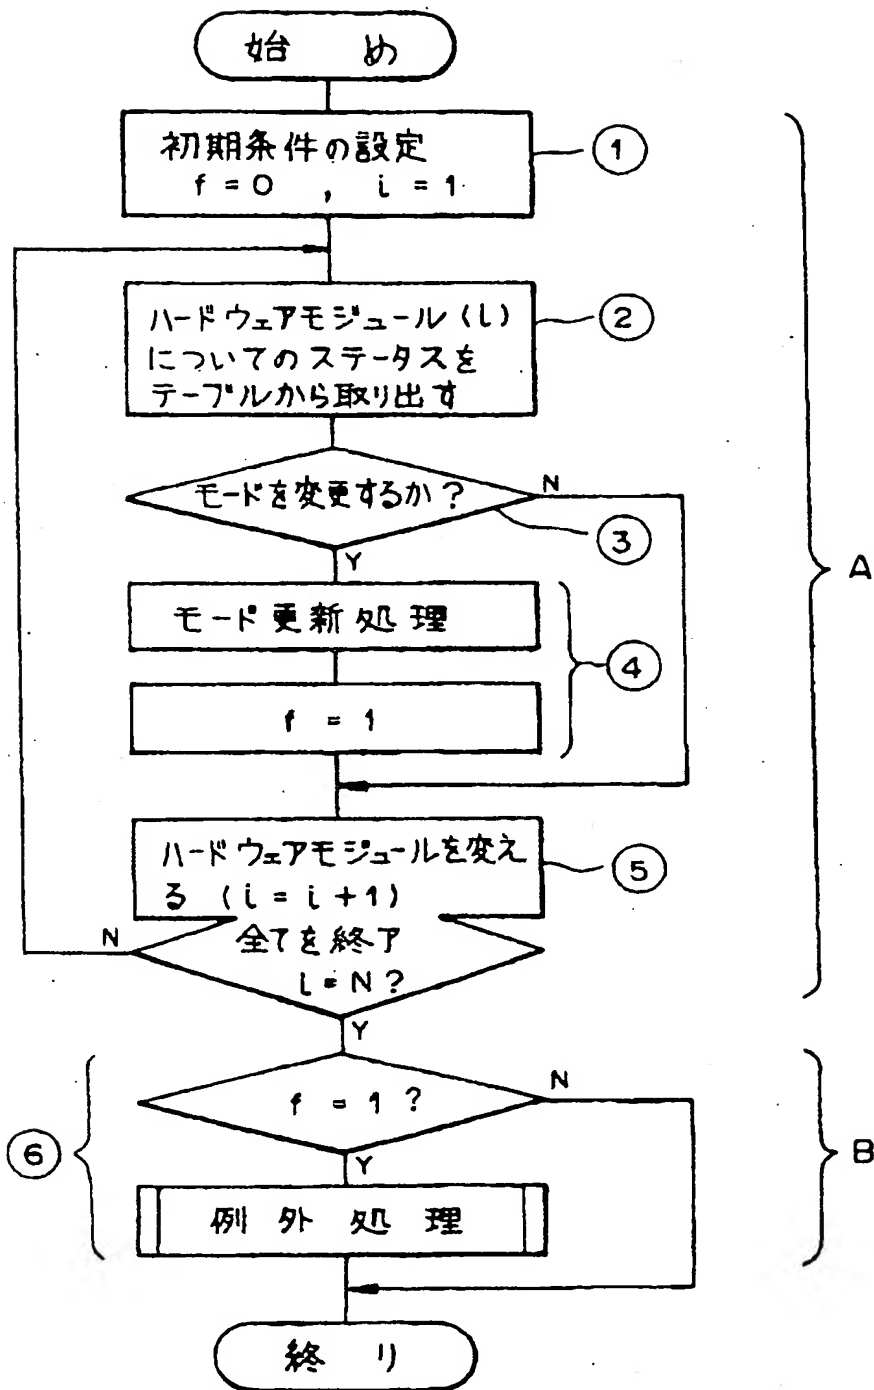 始 め
初期条件の設定
f = 0 , i = 1
①
ハードウェアモジュール (i)
についてのステータスを
テーブルから取り出す
②
モードを変更するか?
N
③
Y
モード更新処理
④
f = 1
A
ハードウェアモジュールを変え
る (i = i + 1)
⑤
全てを終了
i = N ?
N
Y
f = 1 ?
N
⑥
Y
B
例外処理
終 り